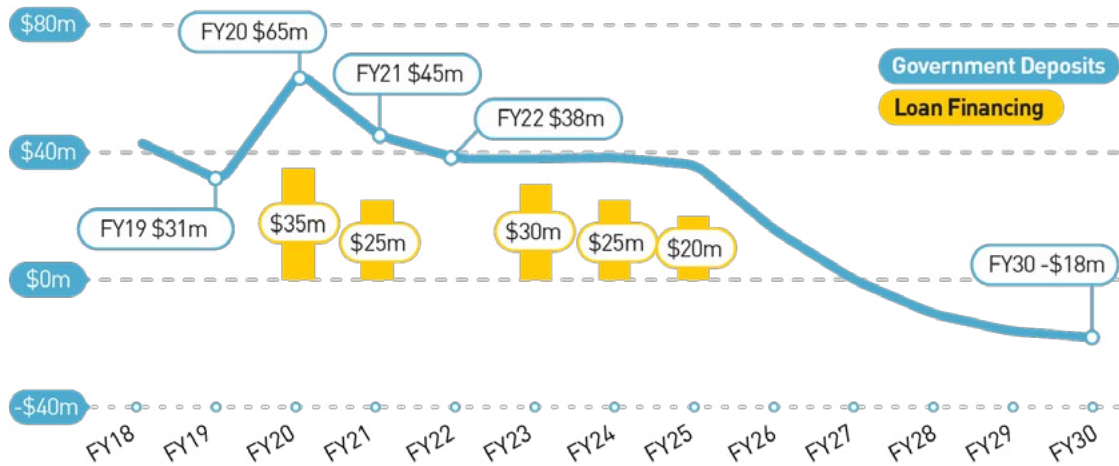 $80m
FY20 $65m
FY21 $45m
Government Deposits
Loan Financing
FY22 $38m
$40m
FY19 $31m
$35m
$25m
$30m
$25m
$20m
FY30 -$18m
$0m
-$40m
FY18
FY19
FY20
FY21
FY22
FY23
FY24
FY25
FY26
FY27
FY28
FY29
FY30